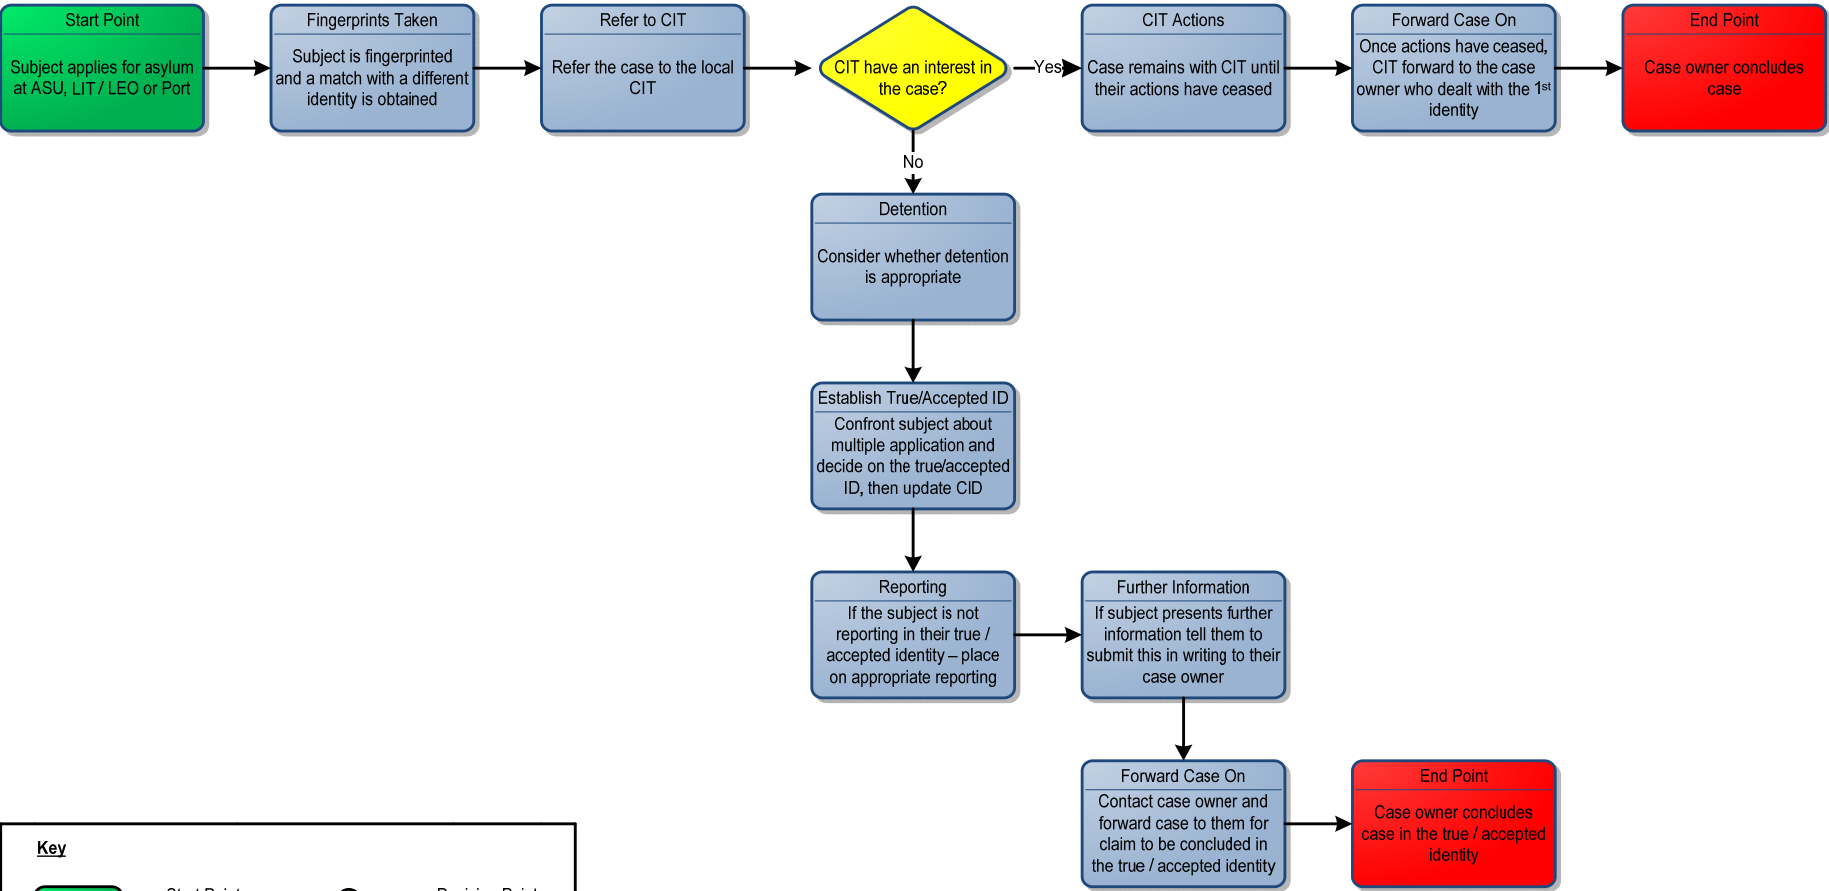 Start Point
Subject applies for asylum
at ASU, LIT / LEO or Port
Fingerprints Taken
Subject is fingerprinted
and a match with a different
identity is obtained
Refer to CIT
Refer the case to the local
CIT
CIT have an interest in
the case?
Yes
CIT Actions
Case remains with CIT until
their actions have ceased
Forward Case On
Once actions have ceased,
CIT forward to the case
owner who dealt with the 1st
identity
End Point
Case owner concludes
case
No
Detention
Consider whether detention
is appropriate
Establish True/Accepted ID
Confront subject about
multiple application and
decide on the true/accepted
ID, then update CID
Reporting
If the subject is not
reporting in their true /
accepted identity – place
on appropriate reporting
Further Information
If subject presents further
information tell them to
submit this in writing to their
case owner
Forward Case On
Contact case owner and
forward case to them for
claim to be concluded in
the true / accepted identity
End Point
Case owner concludes
case in the true / accepted
identity
Key
Start Point
Decision Point